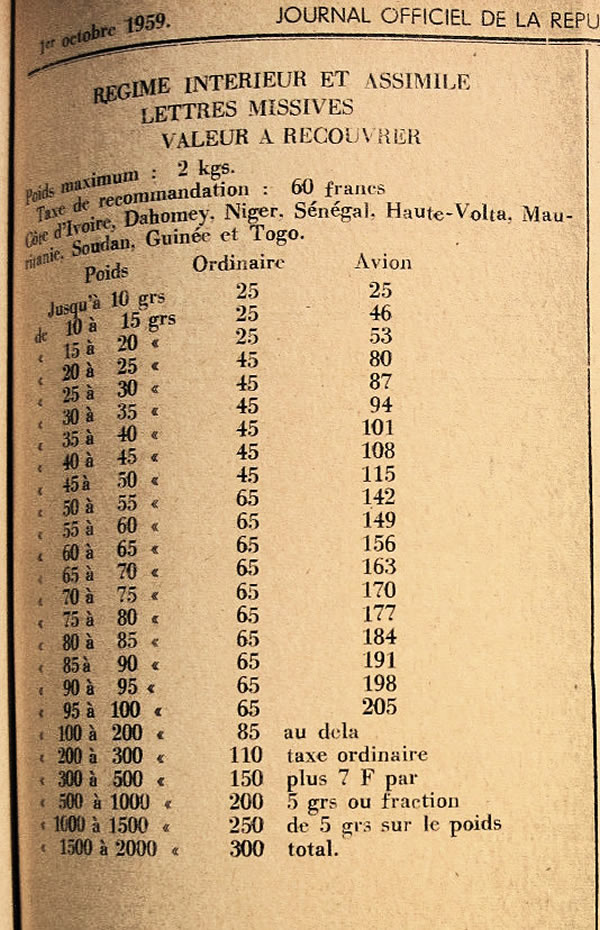 1er octobre 1959.
JOURNAL OFFICIEL DE LA REPU
REGIME INTERIEUR ET ASSIMILE
LETTRES MISSIVES
VALEUR A RECOUVRER
Poids maximum : 2 kgs.
Taxe de recommandation : 60 francs
Côte d'Ivoire, Dahomey, Niger, Sénégal, Haute-Volta, Mau-
ritanie, Soudan, Guinée et Togo.
Poids Ordinaire Avion
Jusqu'à 10 grs 25 25
de 10 à 15 grs 25 46
« 15 à 20 « 25 53
« 20 à 25 « 45 80
« 25 à 30 « 45 87
« 30 à 35 « 45 94
« 35 à 40 « 45 101
« 40 à 45 « 45 108
« 45 à 50 « 45 115
« 50 à 55 « 65 142
« 55 à 60 « 65 149
« 60 à 65 « 65 156
« 65 à 70 « 65 163
« 70 à 75 « 65 170
« 75 à 80 « 65 177
« 80 à 85 « 65 184
« 85à 90 « 65 191
« 90 à 95 « 65 198
« 95 à 100 « 65 205
« 100 à 200 « 85 au dela
« 200 à 300 « 110 taxe ordinaire
« 300 à 500 « 150 plus 7 F par
« 500 à 1000 « 200 5 grs ou fraction
« 1000 à 1500 « 250 de 5 grs sur le poids
« 1500 à 2000 « 300 total.